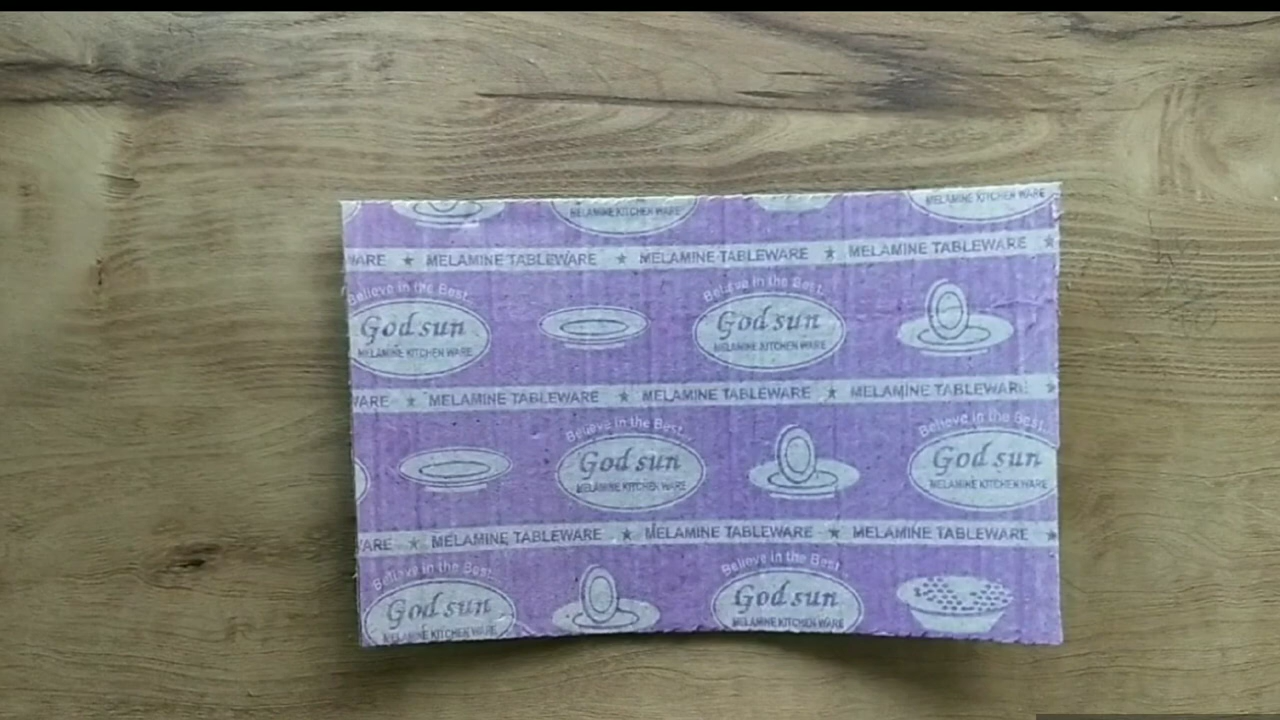 MELAMINE KITCHEN WARE MELAMINE KITCHEN WARE
WARE ★ MELAMINE TABLEWARE ★ MELAMINE TABLEWARE ★ MELAMINE TABLEWARE ★
Believe in the Best... Believe in the Best...
God sun God sun
MELAMINE KITCHEN WARE MELAMINE KITCHEN WARE
WARE ★ MELAMINE TABLEWARE ★ MELAMINE TABLEWARE ★ MELAMINE TABLEWARE ★
Believe in the Best... Believe in the Best...
God sun God sun
MELAMINE KITCHEN WARE MELAMINE KITCHEN WARE
WARE ★ MELAMINE TABLEWARE ★ MELAMINE TABLEWARE ★ MELAMINE TABLEWARE ★
Believe in the Best... Believe in the Best...
God sun God sun
MELAMINE KITCHEN WARE MELAMINE KITCHEN WARE